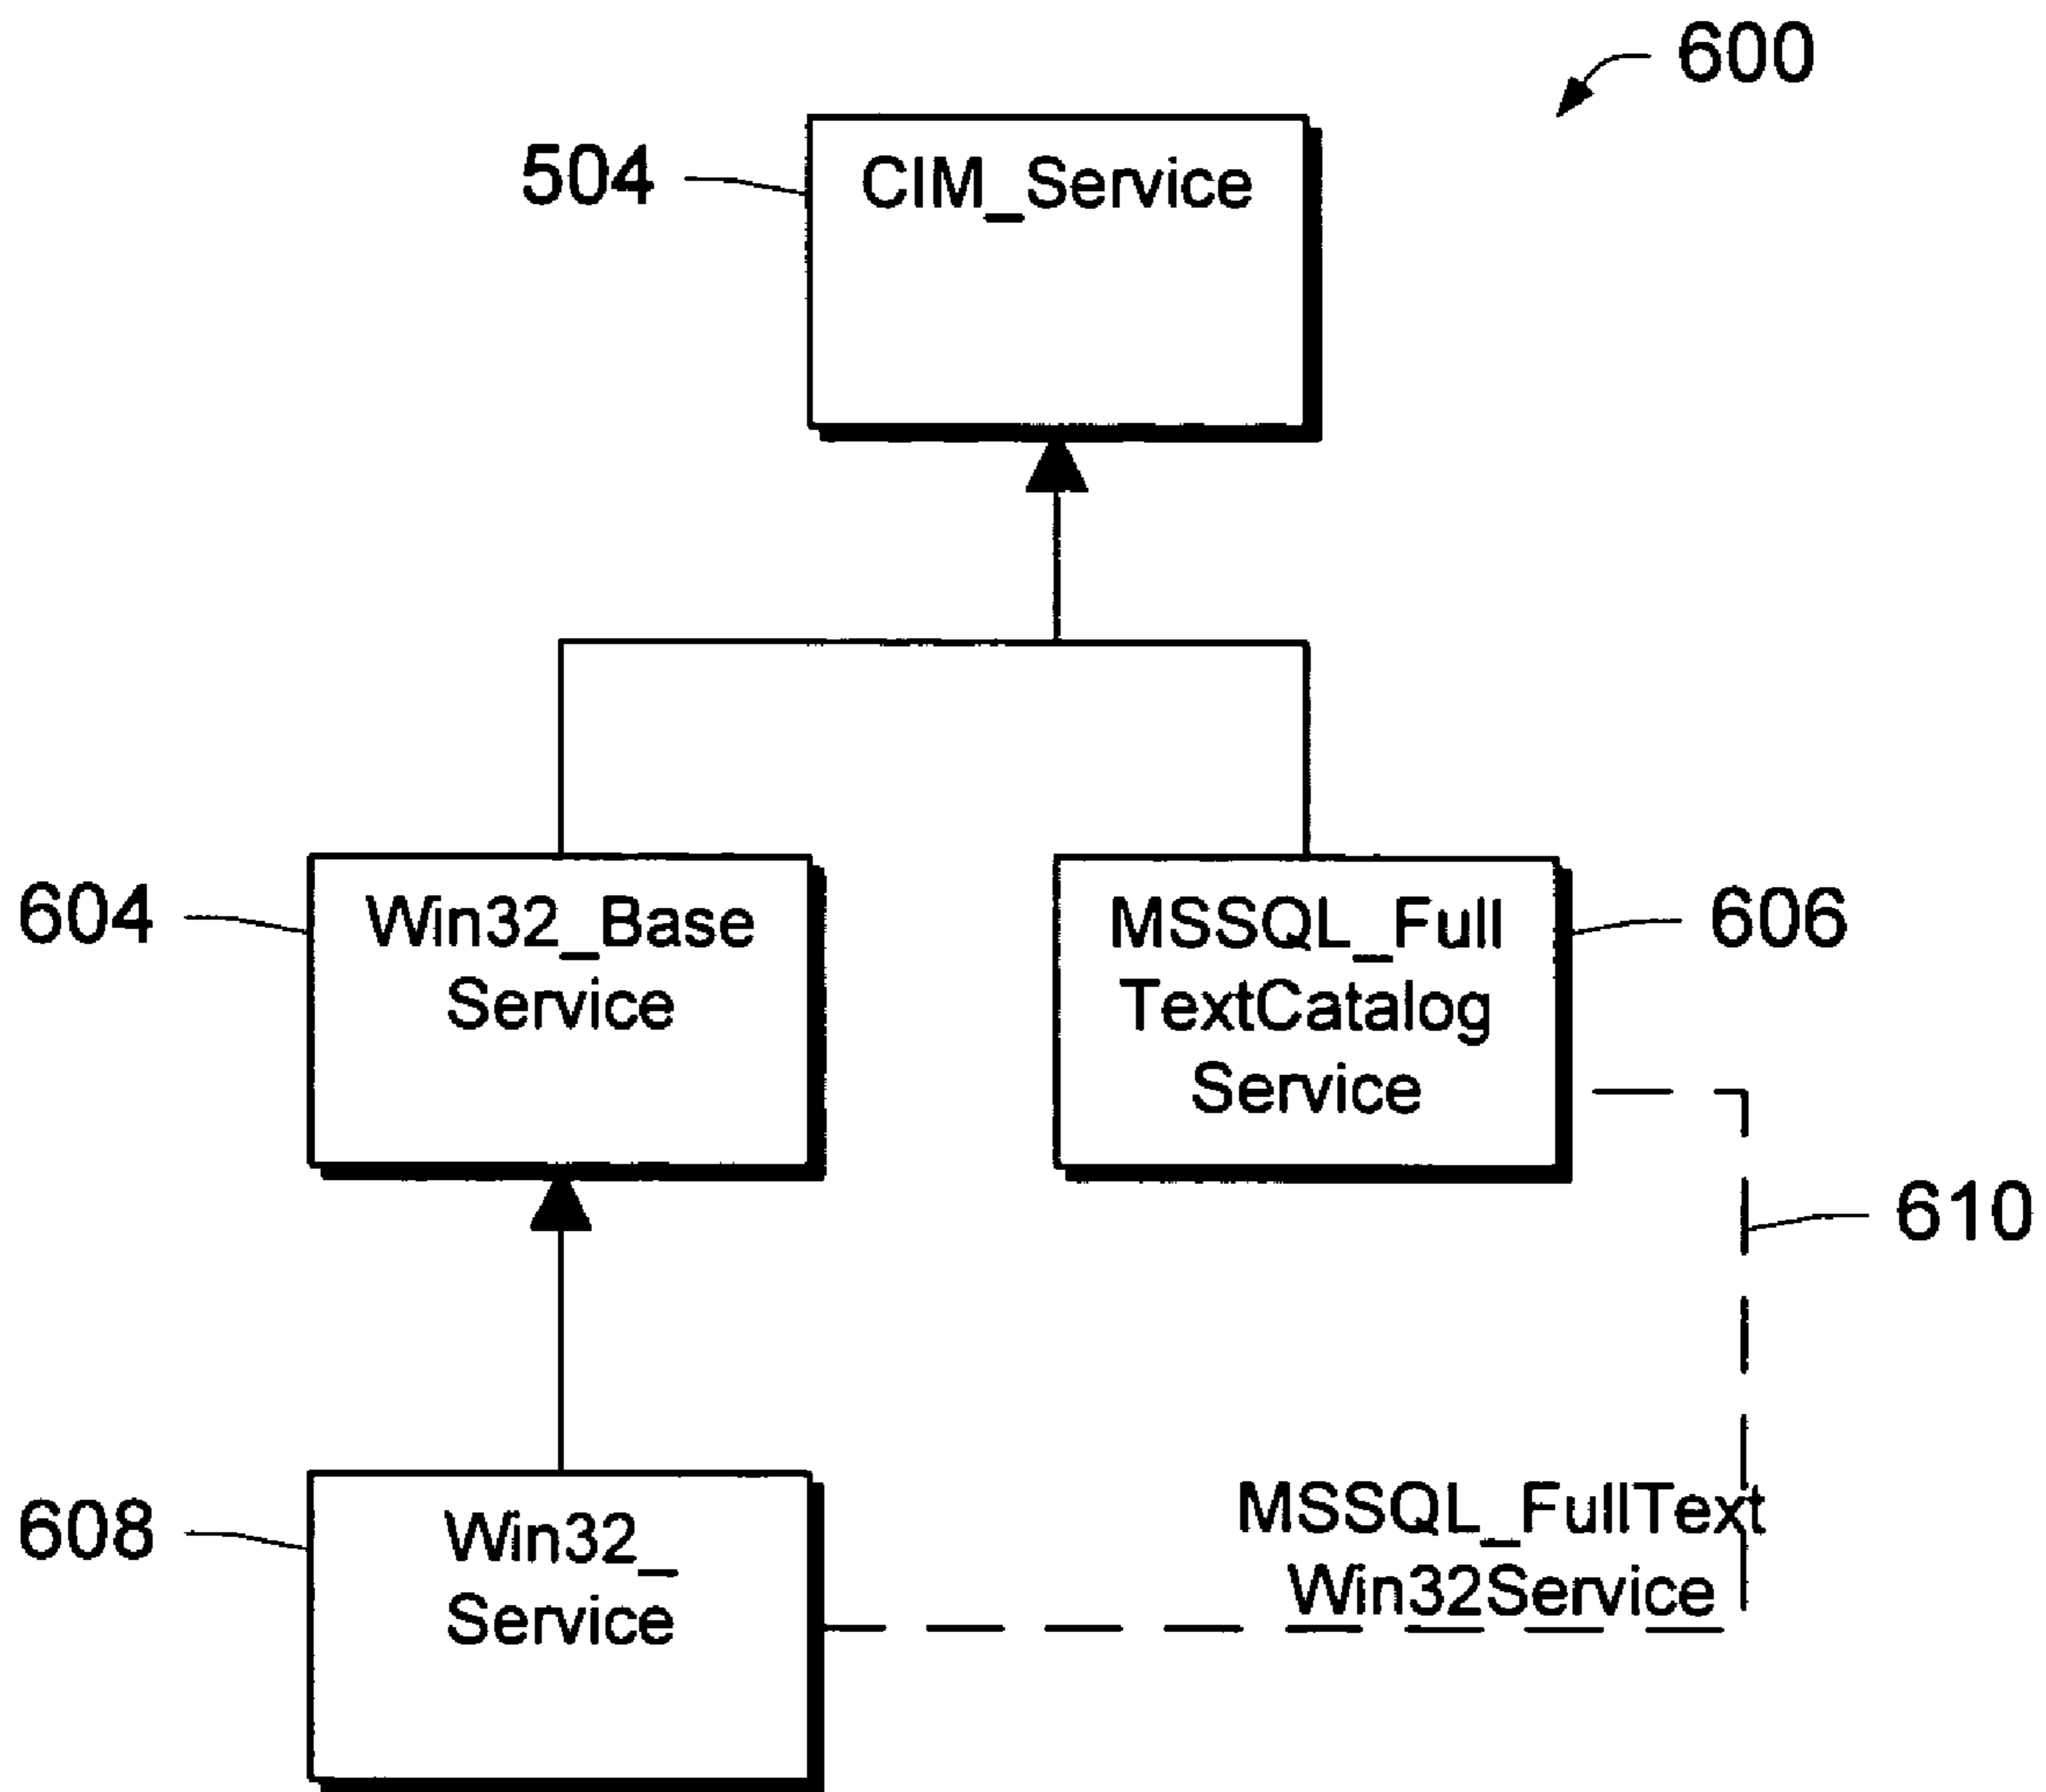 600
504
CIM_Service
604
Win32_Base
Service
MSSQL_Full
TextCatalog
Service
606
610
608
Win32_
Service
MSSQL_FullText
Win32Service